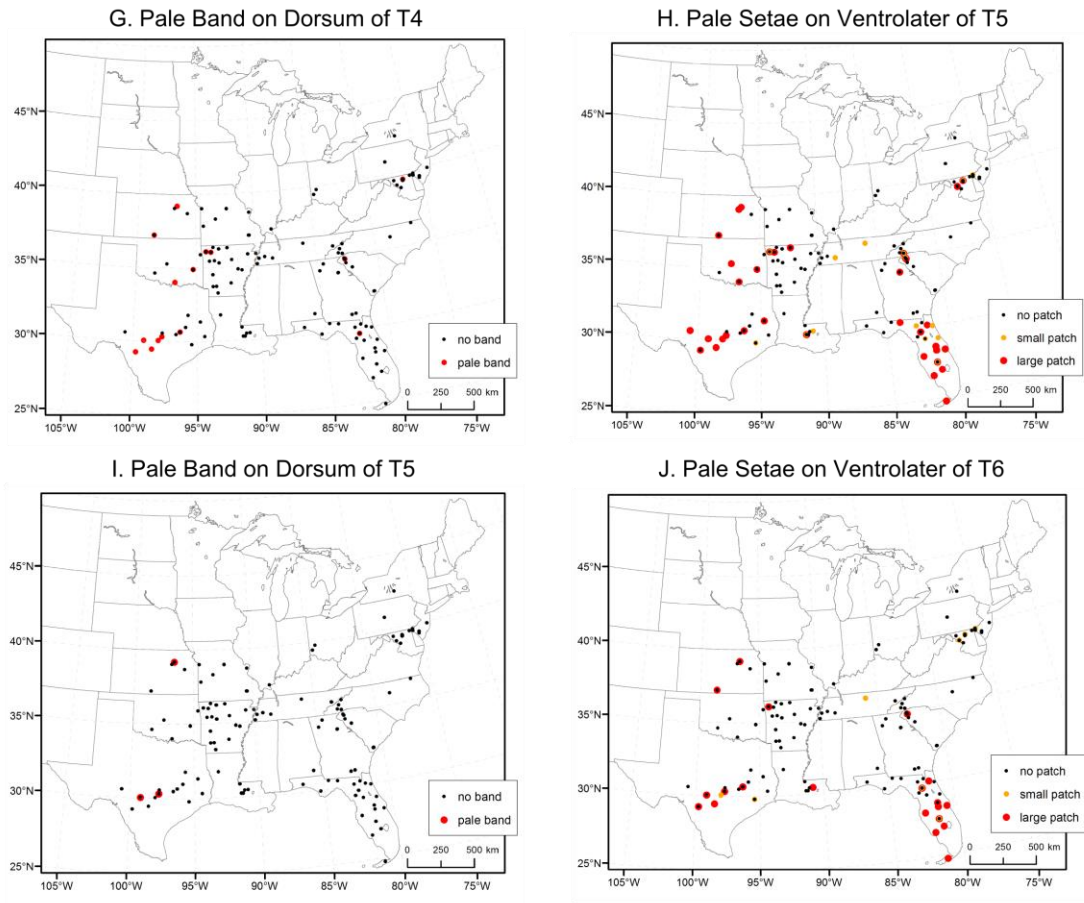 G. Pale Band on Dorsum of T4
45°N
40°N
35°N
30°N
25°N
105°W
100°W
95°W
90°W
85°W
80°W
75°W
no band
pale band
0 250 500 km
H. Pale Setae on Ventrolater of T5
45°N
40°N
35°N
30°N
25°N
105°W
100°W
95°W
90°W
85°W
80°W
75°W
no patch
small patch
large patch
0 250 500 km
I. Pale Band on Dorsum of T5
45°N
40°N
35°N
30°N
25°N
105°W
100°W
95°W
90°W
85°W
80°W
75°W
no band
pale band
0 250 500 km
J. Pale Setae on Ventrolater of T6
45°N
40°N
35°N
30°N
25°N
105°W
100°W
95°W
90°W
85°W
80°W
75°W
no patch
small patch
large patch
0 250 500 km